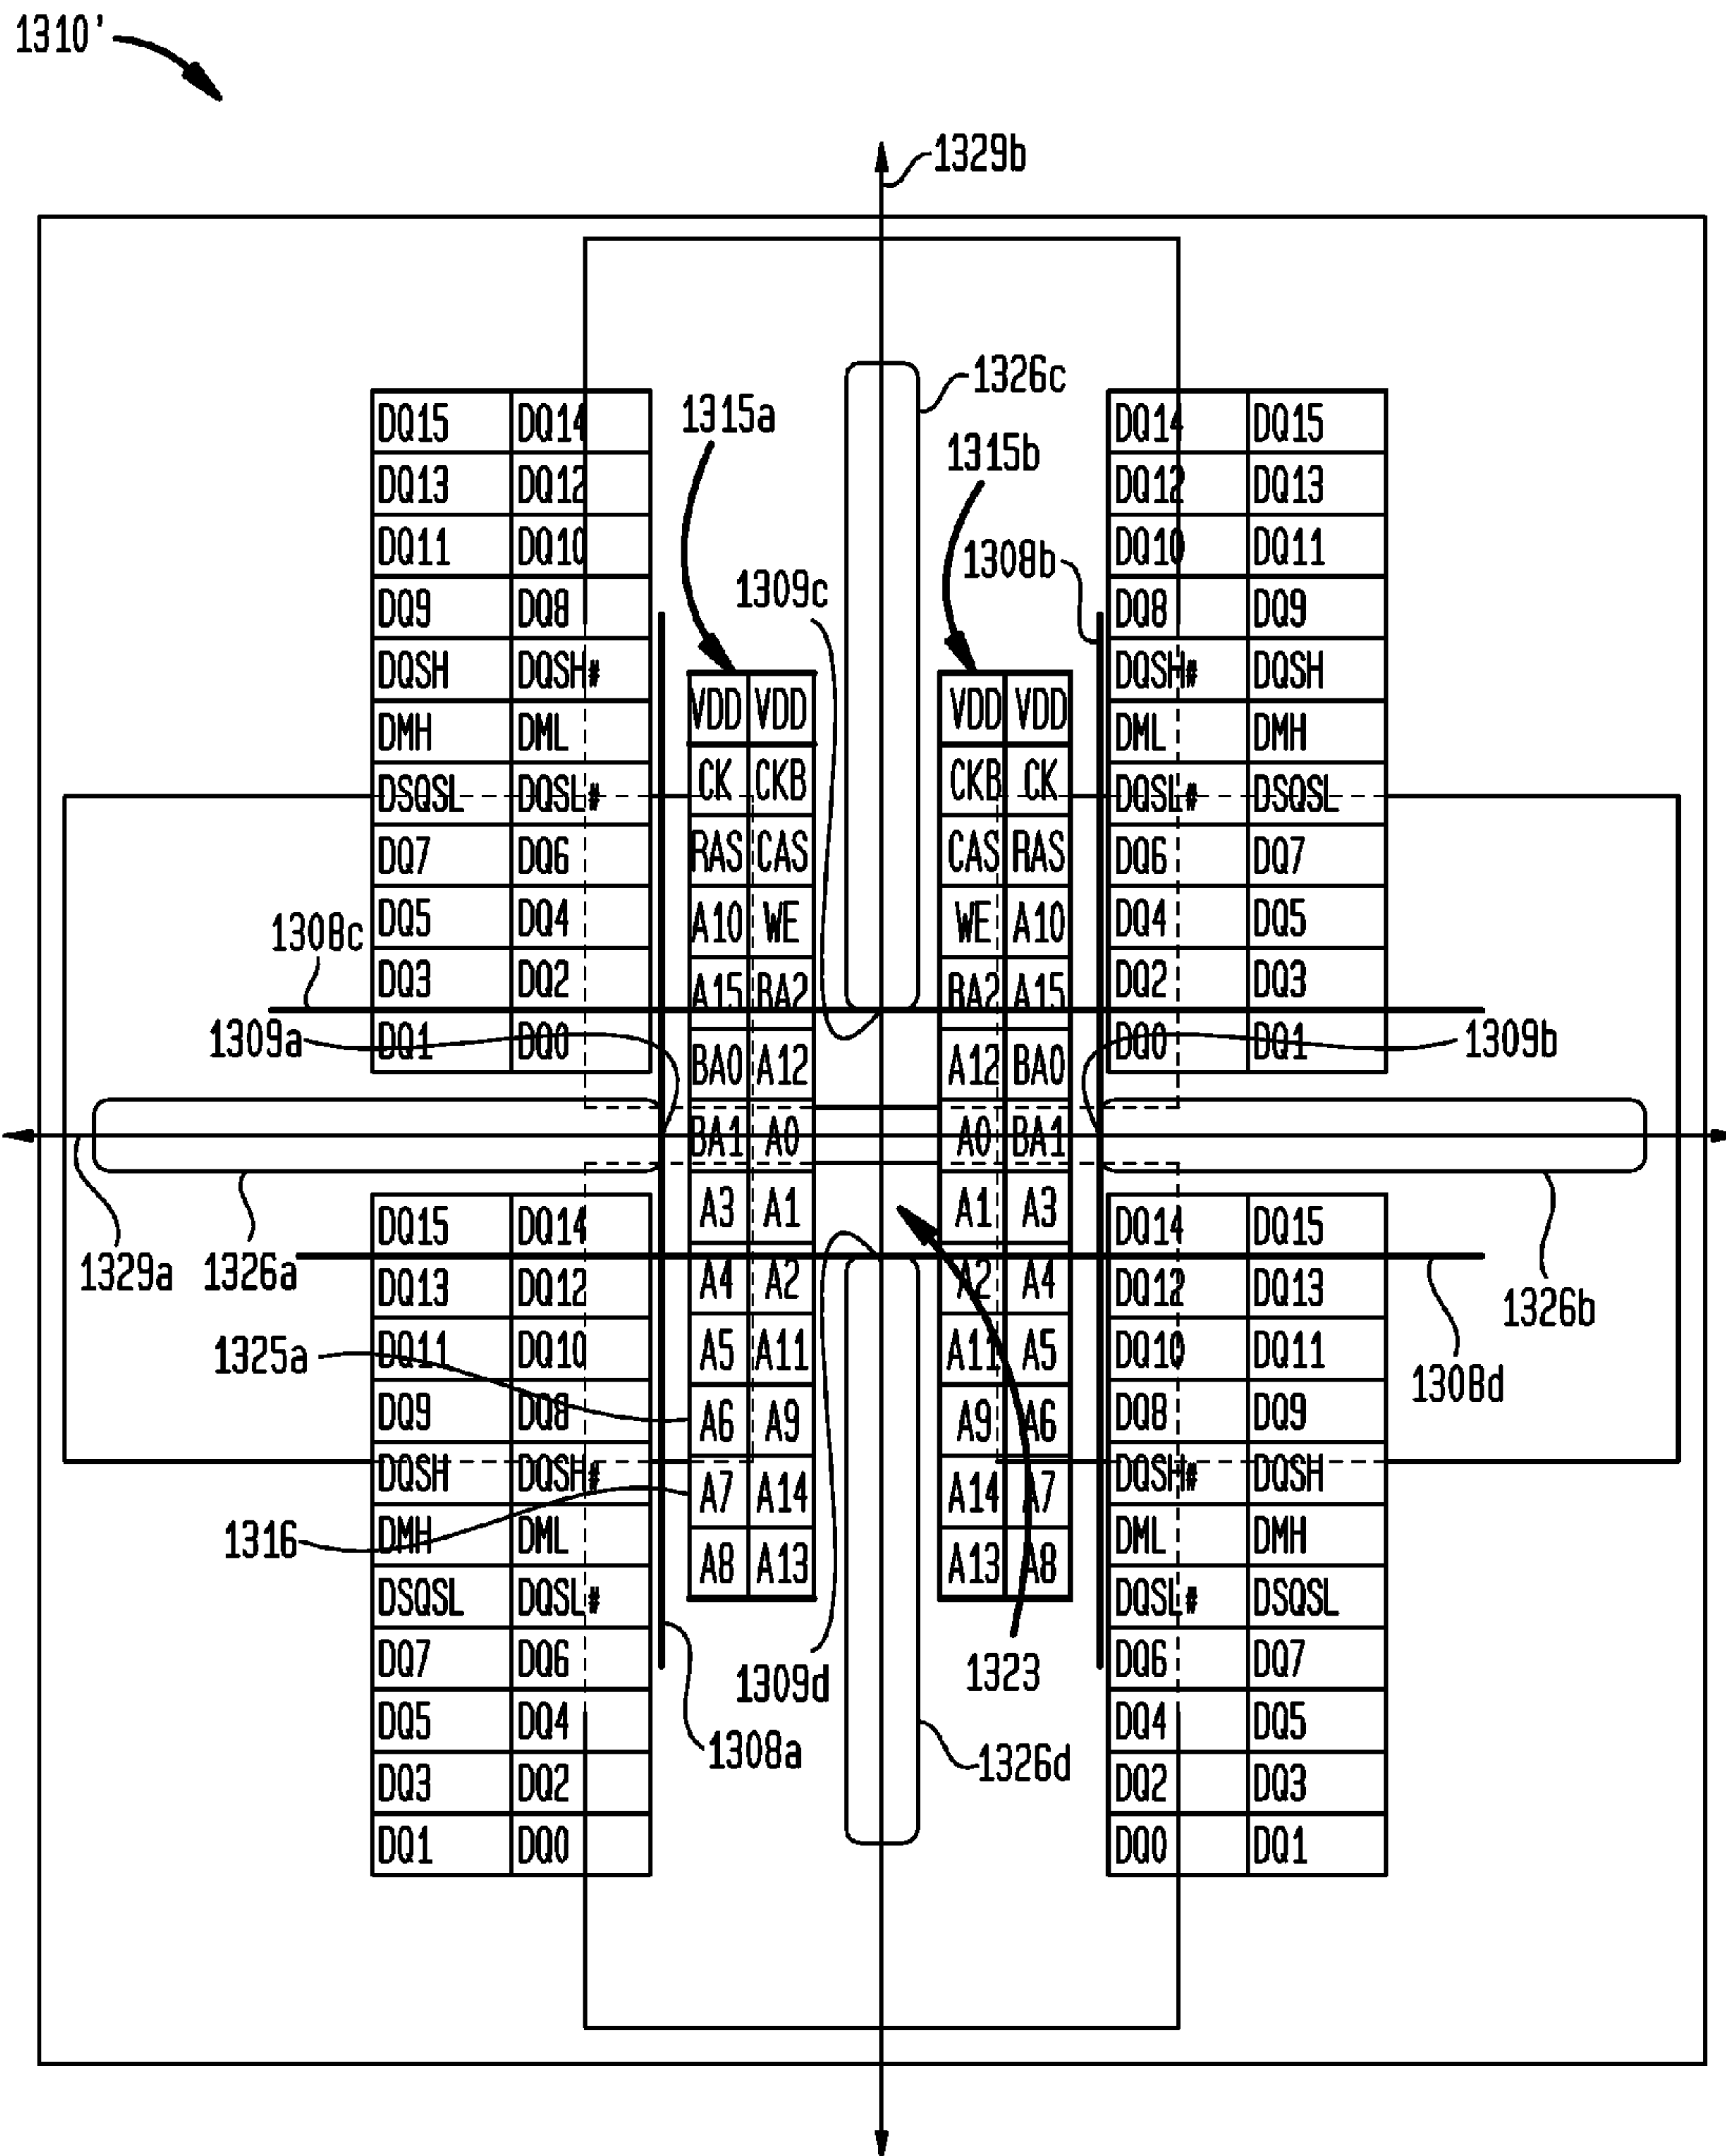 1310'
1329b
1326c
1315a
1315b
DQ15 DQ14 DQ14 DQ15
DQ13 DQ12 DQ12 DQ13
DQ11 DQ10 1308b DQ10 DQ11
1309c
DQ9 DQ8 DQ8 DQ9
DQSH DQSH# DQSH# DQSH
DMH DML VDD VDD VDD VDD DML DMH
DSQSL DQSL# CK CKB CKB CK DQSL# DSQSL
DQ7 DQ6 RAS CAS CAS RAS DQ6 DQ7
DQ5 DQ4 A10 WE WE A10 DQ4 DQ5
1308c
DQ3 DQ2 A15 BA2 BA2 A15 DQ2 DQ3
1309a DQ1 DQ0 BA0 A12 A12 BA0 DQ0 DQ1 1309b
BA1 A0 A0 BA1
DQ15 DQ14 A3 A1 A1 A3 DQ14 DQ15
1329a 1326a DQ13 DQ12 A4 A2 A2 A4 DQ12 DQ13 1326b
1325a DQ11 DQ10 A5 A11 A11 A5 DQ10 DQ11 1308d
DQ9 DQ8 A6 A9 A9 A6 DQ8 DQ9
DQSH DQSH# A7 A14 A14 A7 DQSH# DQSH
1316 DMH DML A8 A13 A13 A8 DML DMH
DSQSL DQSL# DQSL# DSQSL
DQ7 DQ6 1309d 1323 DQ6 DQ7
DQ5 DQ4 1308a 1326d DQ4 DQ5
DQ3 DQ2 DQ2 DQ3
DQ1 DQ0 DQ0 DQ1